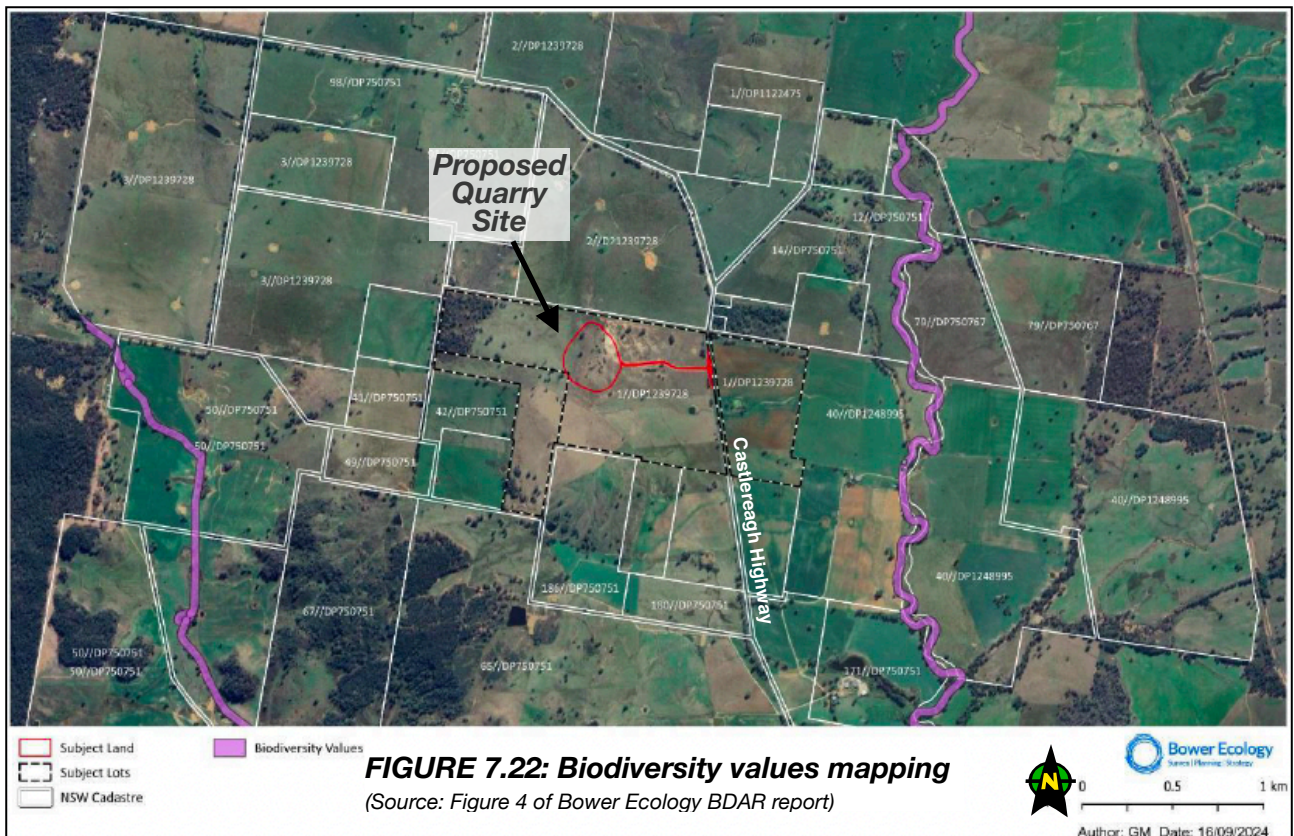 2//DP1239728
98//DP750751
1//DP1122475
3//DP1239728
3//DP1239728
Proposed
Quarry
Site
12//DP750751
2//DP1239728
14//DP750751
3//DP1239728
70//DP750767
79//DP750767
1//DP1239728
1//DP1239728
41//DP750751
42//DP750751
50//DP750751
50//DP750751
40//DP1248995
49//DP750751
Castlereagh Highway
40//DP1248995
40//DP1248995
186//DP750751
180//DP750751
67//DP750751
50//DP750751
50//DP750751
65//DP750751
171//DP750751
Subject Land
Subject Lots
NSW Cadastre
Biodiversity Values
FIGURE 7.22: Biodiversity values mapping
(Source: Figure 4 of Bower Ecology BDAR report)
N
Bower Ecology
Survey | Planning | Strategy
0 0.5 1 km
Author: GM Date: 16/09/2024